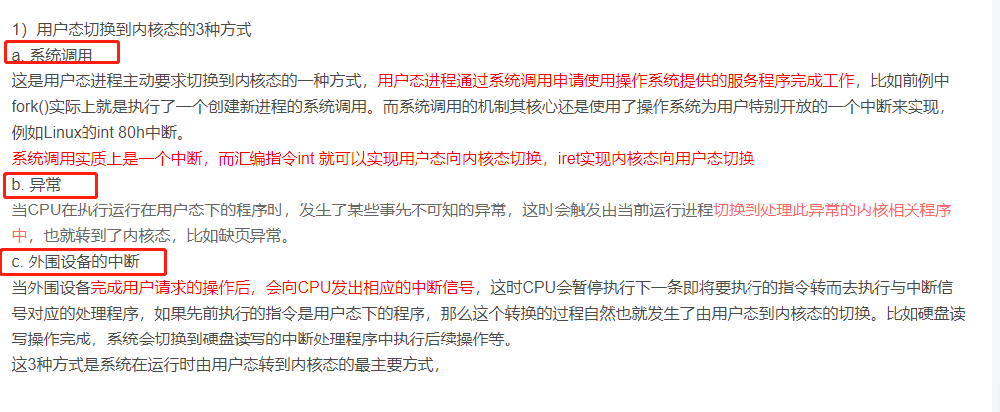 1）用户态切换到内核态的3种方式
a. 系统调用
这是用户态进程主动要求切换到内核态的一种方式，用户态进程通过系统调用申请使用操作系统提供的服务程序完成工作，比如前例中
fork()实际上就是执行了一个创建新进程的系统调用。而系统调用的机制其核心还是使用了操作系统为用户特别开放的一个中断来实现，
例如Linux的int 80h中断。
系统调用实质上是一个中断，而汇编指令int 就可以实现用户态向内核态切换，iret实现内核态向用户态切换
b. 异常
当CPU在执行运行在用户态下的程序时，发生了某些事先不可知的异常，这时会触发由当前运行进程切换到处理此异常的内核相关程序
中，也就转到了内核态，比如缺页异常。
c. 外围设备的中断
当外围设备完成用户请求的操作后，会向CPU发出相应的中断信号，这时CPU会暂停执行下一条即将要执行的指令转而去执行与中断信
号对应的处理程序，如果先前执行的指令是用户态下的程序，那么这个转换的过程自然也就发生了由用户态到内核态的切换。比如硬盘读
写操作完成，系统会切换到硬盘读写的中断处理程序中执行后续操作等。
这3种方式是系统在运行时由用户态转到内核态的最主要方式，